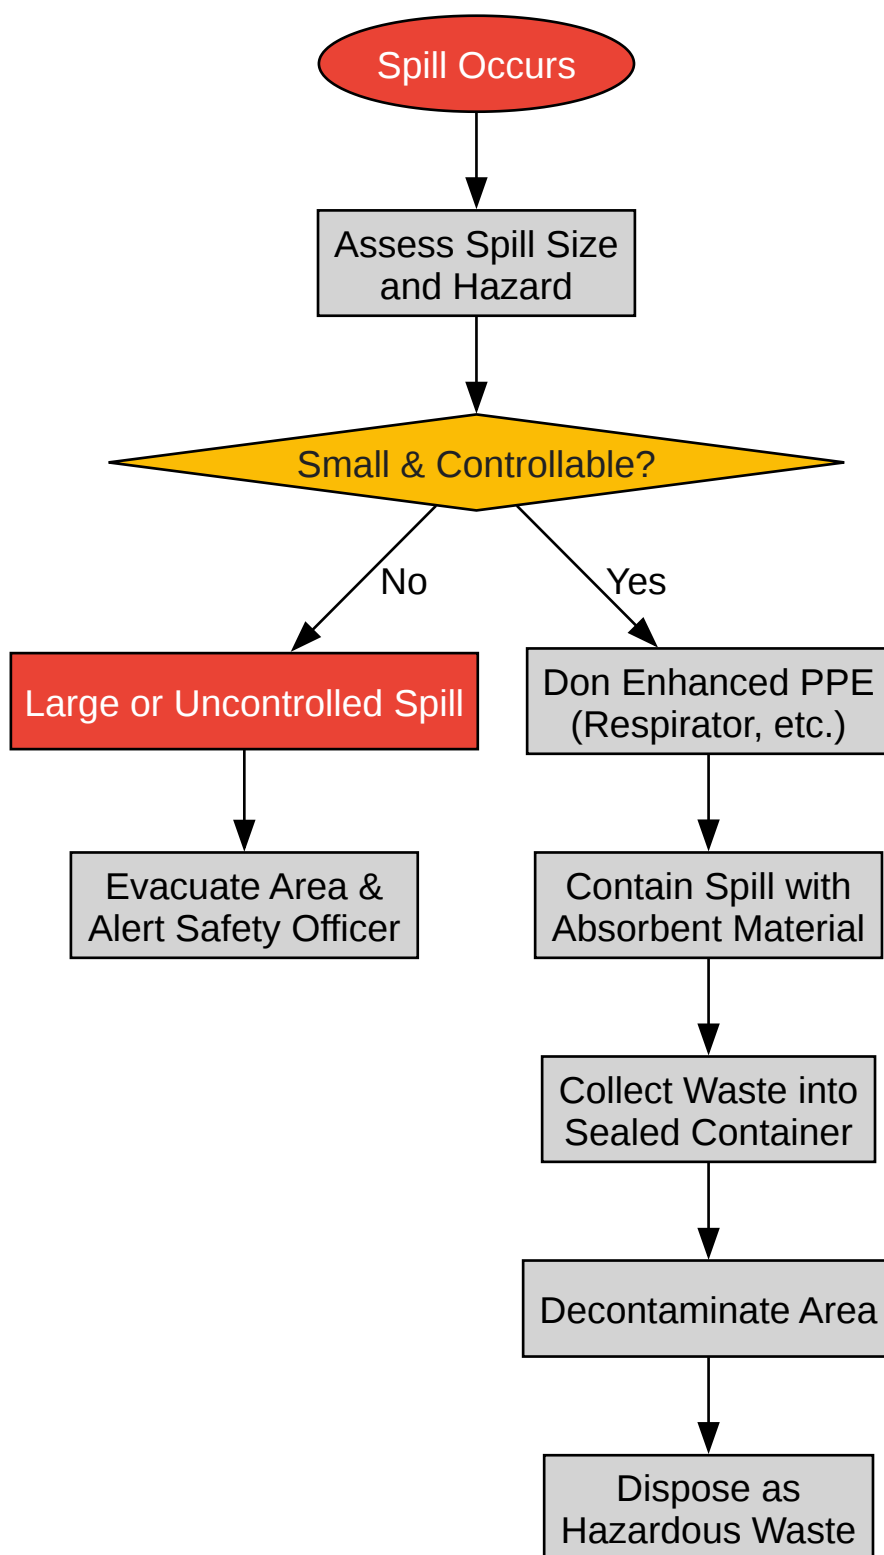 Spill Occurs
Assess Spill Size
and Hazard
Small & Controllable?
No
Yes
Large or Uncontrolled Spill
Don Enhanced PPE
(Respirator, etc.)
Evacuate Area &
Alert Safety Officer
Contain Spill with
Absorbent Material
Collect Waste into
Sealed Container
Decontaminate Area
Dispose as
Hazardous Waste